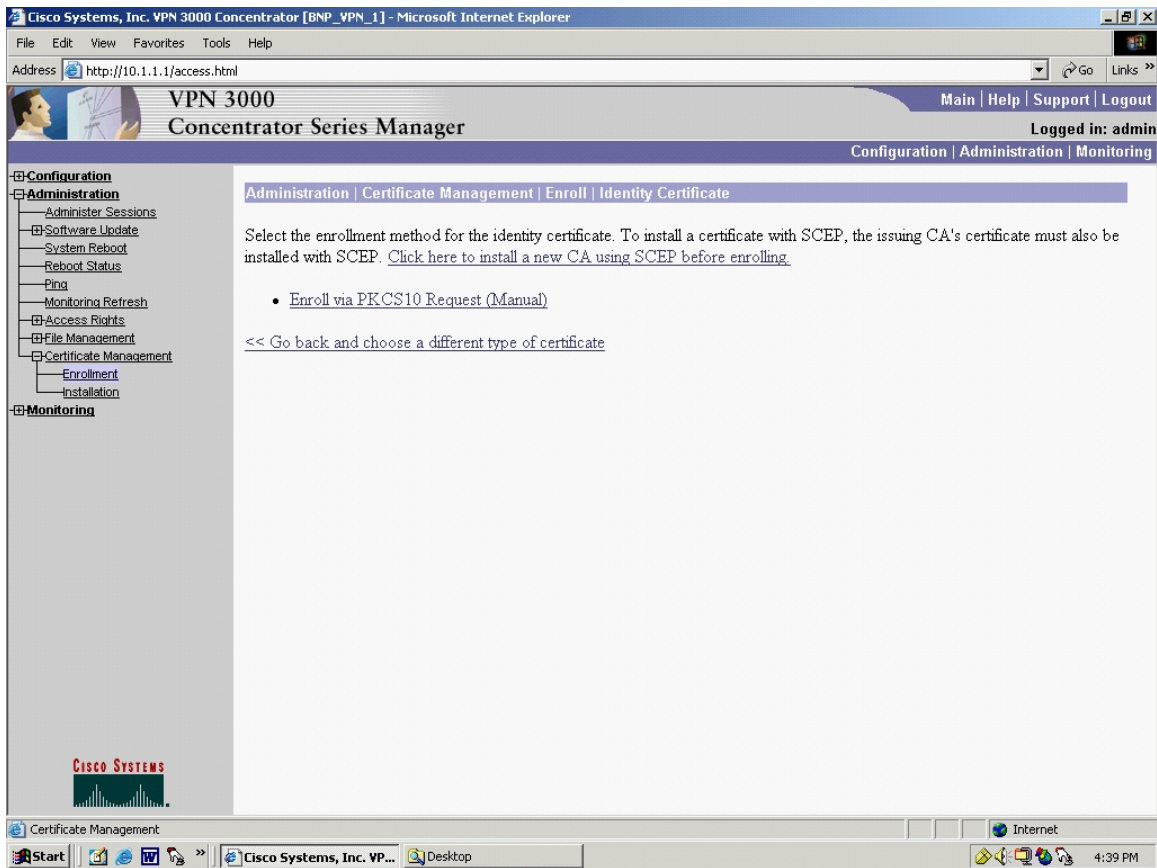 Cisco Systems, Inc. VPN 3000 Concentrator [BNP_VPN_1] - Microsoft Internet Explorer
File Edit View Favorites Tools Help
Address http://10.1.1.1/access.html Go Links »
VPN 3000
Concentrator Series Manager
Main | Help | Support | Logout
Logged in: admin
Configuration | Administration | Monitoring
Configuration
Administration
Administer Sessions
Software Update
System Reboot
Reboot Status
Ping
Monitoring Refresh
Access Rights
File Management
Certificate Management
Enrollment
Installation
Monitoring
Administration | Certificate Management | Enroll | Identity Certificate
Select the enrollment method for the identity certificate. To install a certificate with SCEP, the issuing CA's certificate must also be
installed with SCEP. Click here to install a new CA using SCEP before enrolling.
• Enroll via PKCS10 Request (Manual)
<< Go back and choose a different type of certificate
CISCO SYSTEMS
Certificate Management Internet
Start » Cisco Systems, Inc. VP... Desktop 4:39 PM